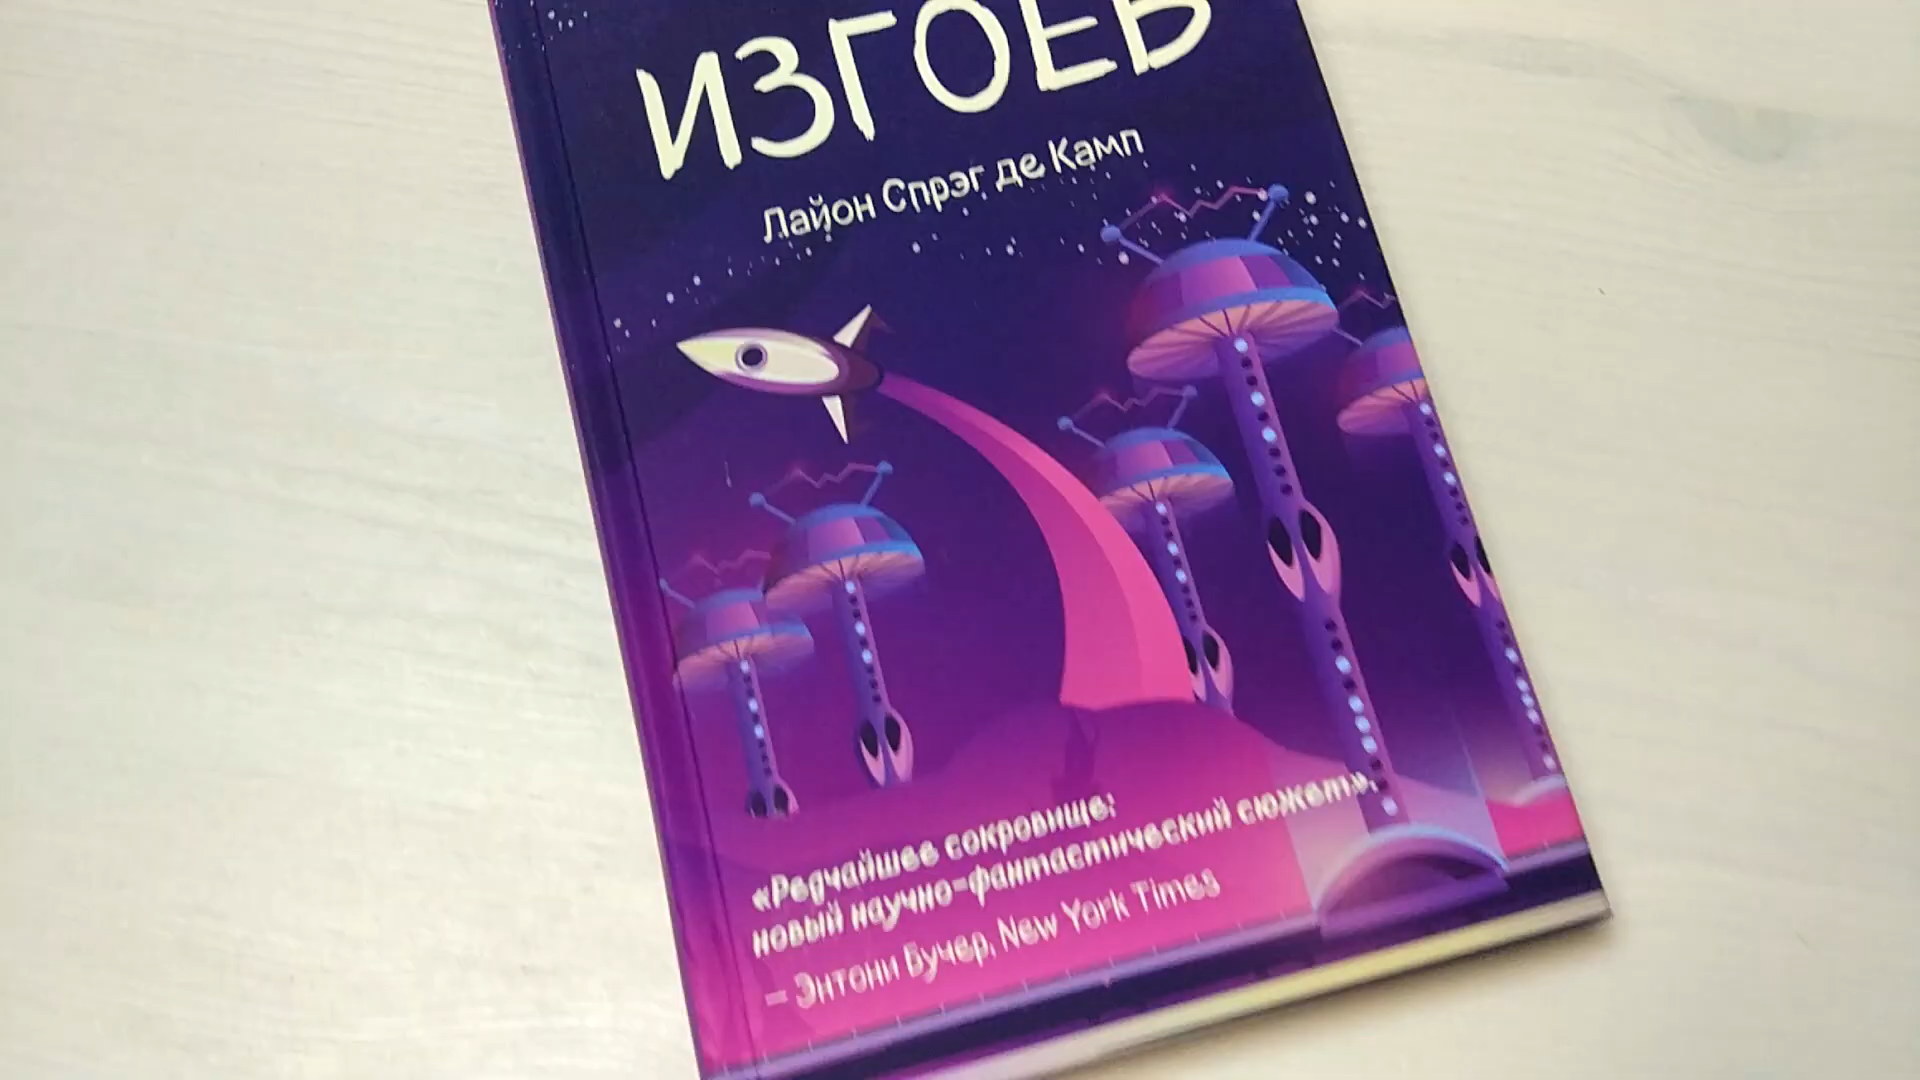 ИЗГОЕВ
Лайон Спрэг де Камп
«Редчайшее сокровище:
новый научно-фантастический сюжет».
— Энтони Бучер, New York Times